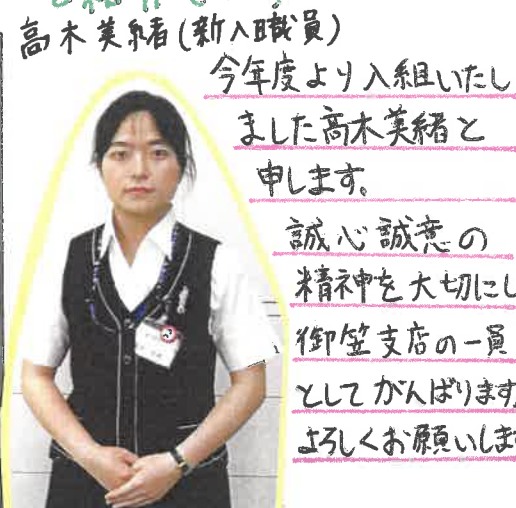 高木美緒(新入職員)
今年度より入組いたし
ました高木美緒と
申します。
誠心誠意の
精神を大切にし
御笠支店の一員
としてがんばります
よろしくお願いしま